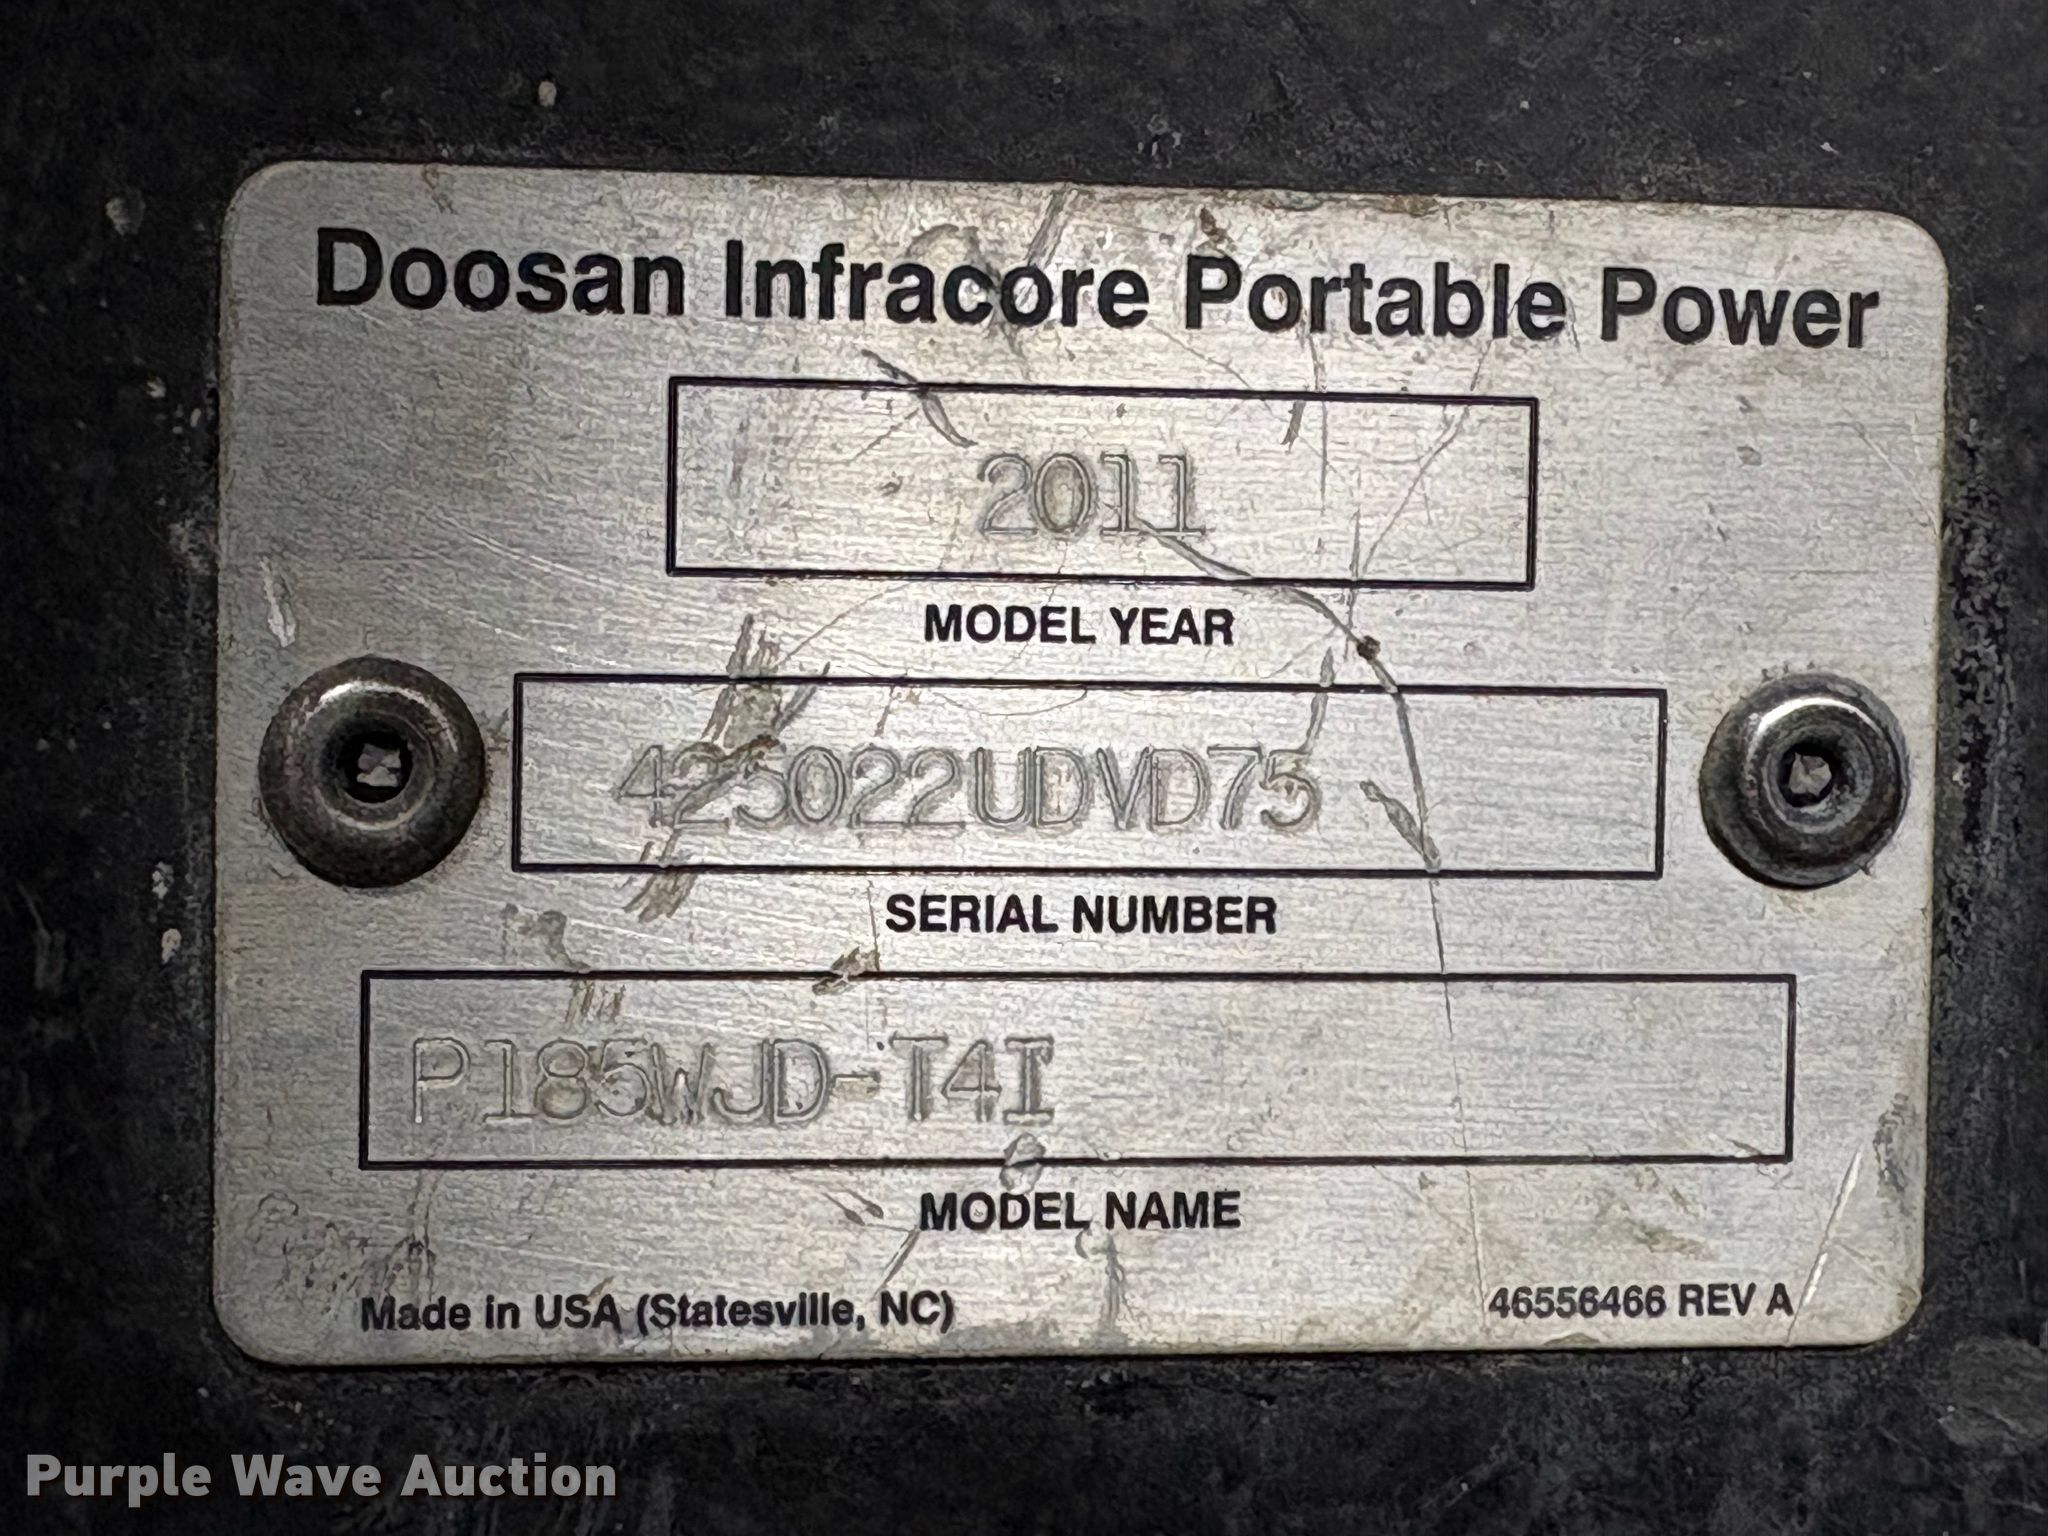 Doosan Infracore Portable Power
2011
MODEL YEAR
425022UDVD75
SERIAL NUMBER
P185WJD-T4I
MODEL NAME
Made in USA (Statesville, NC)
46556466 REV A
Purple Wave Auction